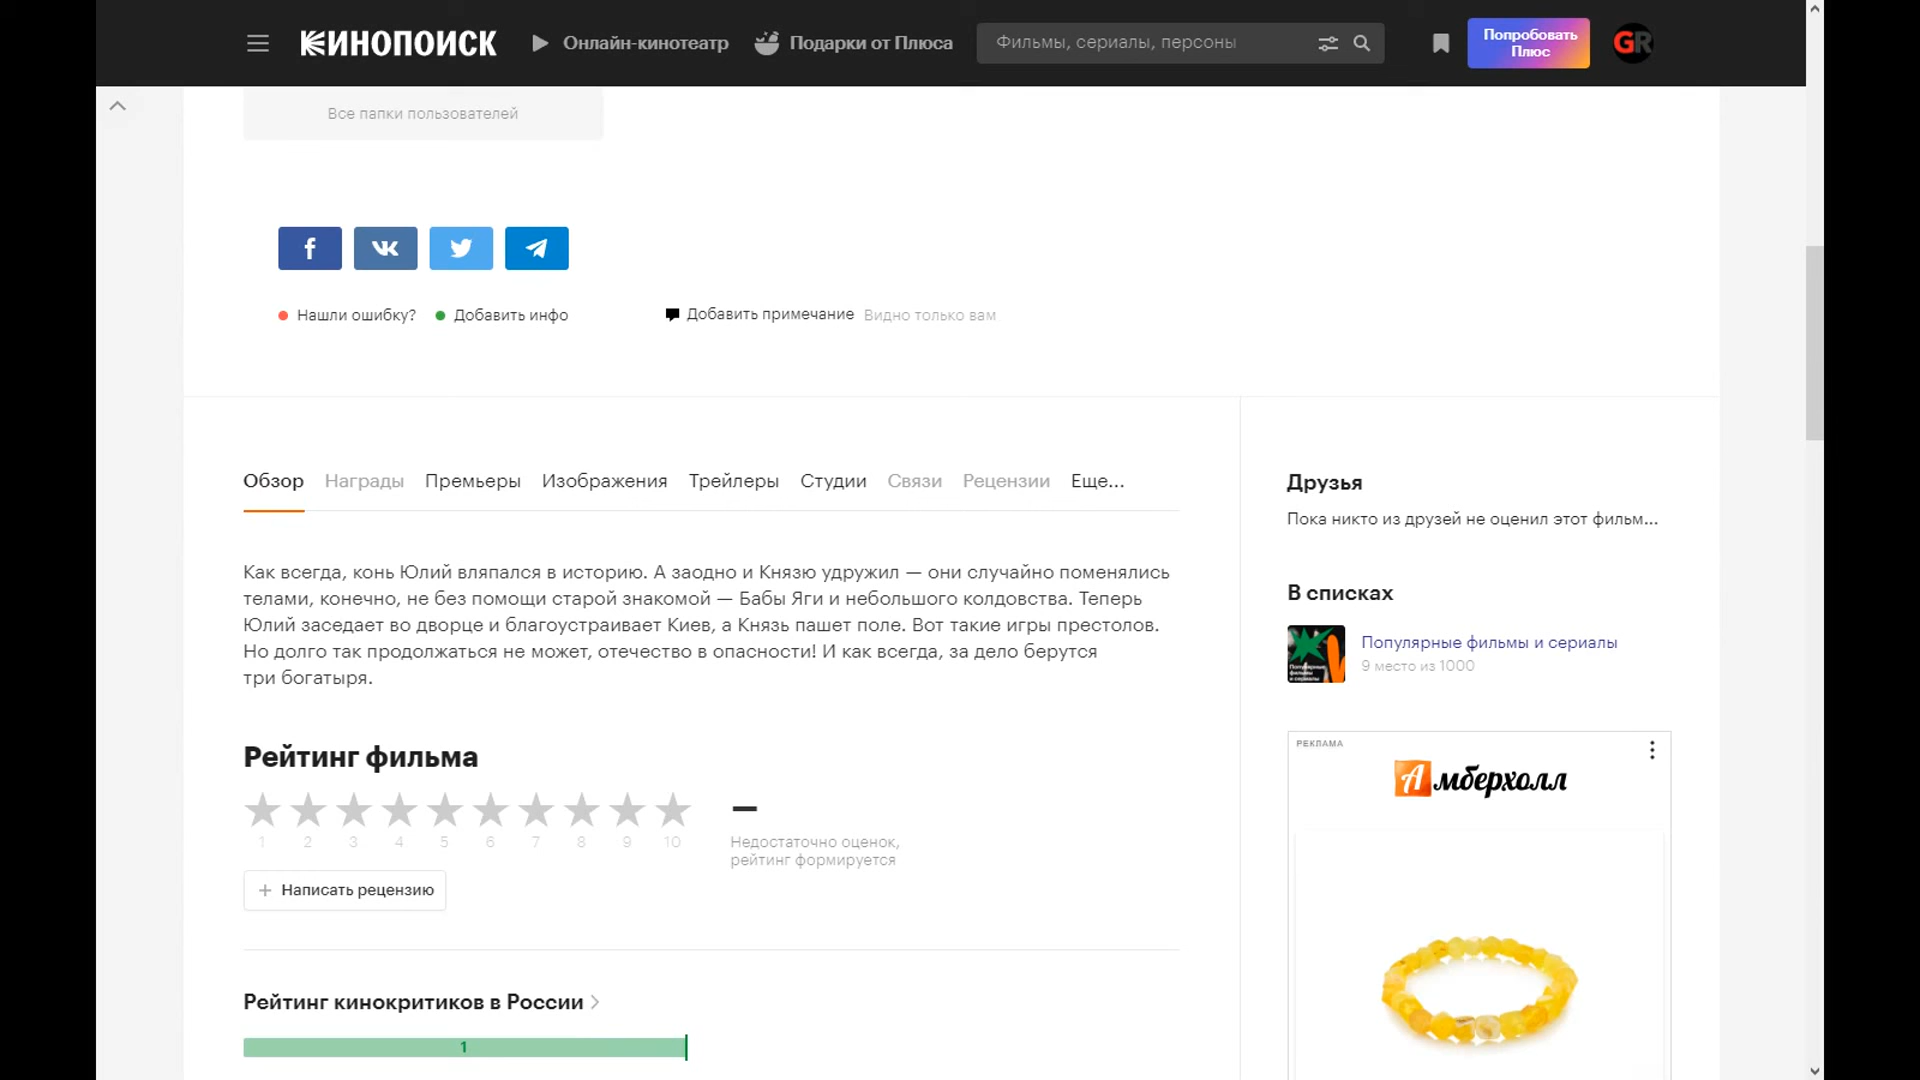 КИНОПОИСК
Онлайн-кинотеатр
Подарки от Плюса
Фильмы, сериалы, персоны
Попробовать
Плюс
GR
Все папки пользователей
f
Нашли ошибку?
Добавить инфо
Добавить примечание
Видно только вам
Обзор
Награды
Премьеры
Изображения
Трейлеры
Студии
Связи
Рецензии
Еще...
Как всегда, конь Юлий вляпался в историю. А заодно и Князю удружил — они случайно поменялись
телами, конечно, не без помощи старой знакомой — Бабы Яги и небольшого колдовства. Теперь
Юлий заседает во дворце и благоустраивает Киев, а Князь пашет поле. Вот такие игры престолов.
Но долго так продолжаться не может, отечество в опасности! И как всегда, за дело берутся
три богатыря.
Рейтинг фильма
1 2 3 4 5 6 7 8 9 10
–
Недостаточно оценок,
рейтинг формируется
+ Написать рецензию
Рейтинг кинокритиков в России
1
Друзья
Пока никто из друзей не оценил этот фильм...
В списках
Популярные
фильмы
и сериалы
Популярные фильмы и сериалы
9 место из 1000
РЕКЛАМА
Амберхолл